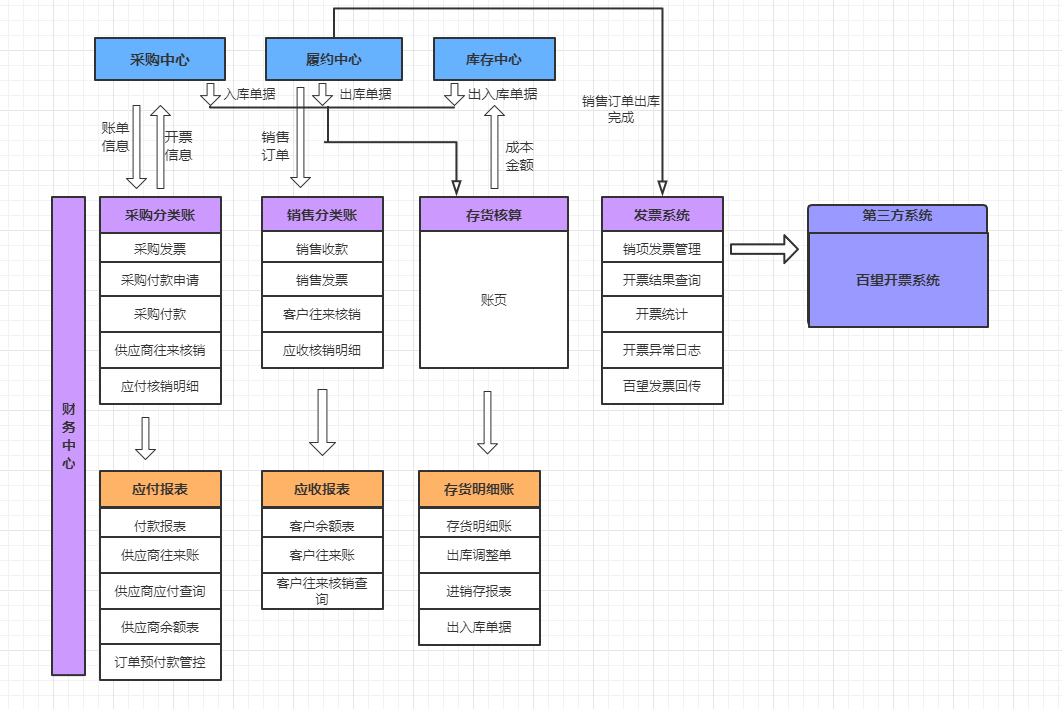 采购中心
履约中心
库存中心
入库单据
出库单据
出入库单据
销售订单出库
完成
账单
信息
开票
信息
销售
订单
成本
金额
财
务
中
心
采购分类账
采购发票
采购付款申请
采购付款
供应商往来核销
应付核销明细
销售分类账
销售收款
销售发票
客户往来核销
应收核销明细
存货核算
账页
发票系统
销项发票管理
开票结果查询
开票统计
开票异常日志
百望发票回传
第三方系统
百望开票系统
应付报表
付款报表
供应商往来账
供应商应付查询
供应商余额表
订单预付款管控
应收报表
客户余额表
客户往来账
客户往来核销查
询
存货明细账
存货明细账
出库调整单
进销存报表
出入库单据